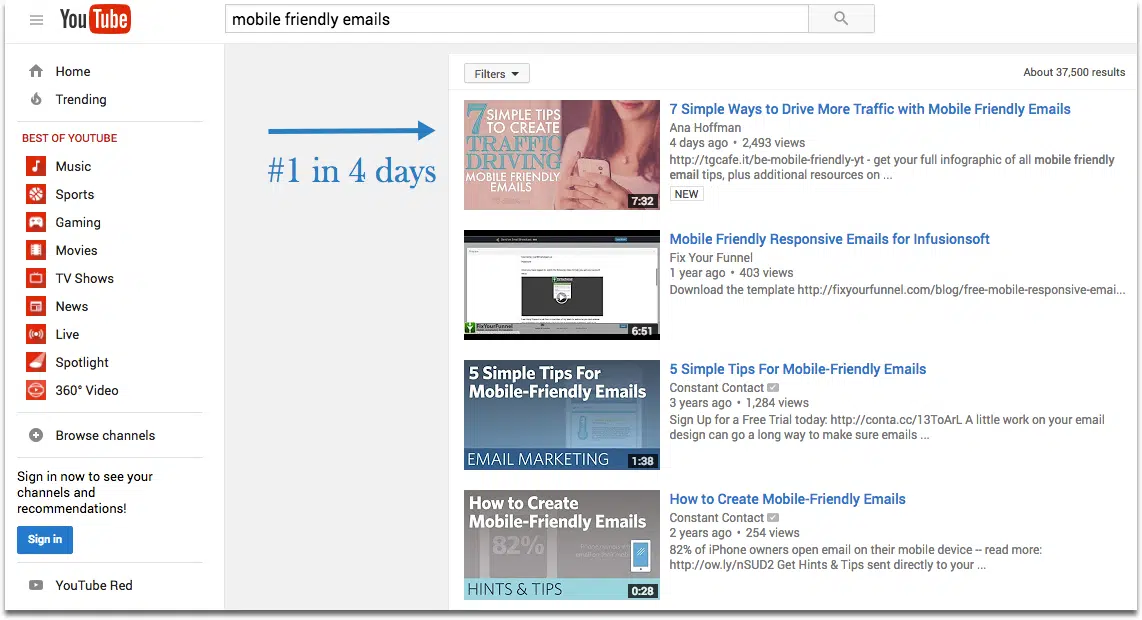 YouTube
mobile friendly emails
Home
Trending
BEST OF YOUTUBE
Music
Sports
Gaming
Movies
TV Shows
News
Live
Spotlight
360° Video
Browse channels
Sign in now to see your
channels and
recommendations!
Sign in
YouTube Red
#1 in 4 days
Filters
About 37,500 results
7 SIMPLE TIPS
TO CREATE
TRAFFIC
DRIVING
MOBILE FRIENDLY
EMAILS
7:32
7 Simple Ways to Drive More Traffic with Mobile Friendly Emails
Ana Hoffman
4 days ago • 2,493 views
http://tgcafe.it/be-mobile-friendly-yt - get your full infographic of all mobile friendly
email tips, plus additional resources on ...
NEW
FixYourFunnel
6:51
Mobile Friendly Responsive Emails for Infusionsoft
Fix Your Funnel
1 year ago • 403 views
Download the template http://fixyourfunnel.com/blog/free-mobile-responsive-emai...
5 Simple Tips For
Mobile-Friendly Emails
EMAIL MARKETING
1:38
5 Simple Tips For Mobile-Friendly Emails
Constant Contact
3 years ago • 1,284 views
Sign Up for a Free Trial today: http://conta.cc/13ToArL A little work on your email
design can go a long way to make sure emails ...
How to Create
Mobile-Friendly Emails
82%
HINTS & TIPS
0:28
How to Create Mobile-Friendly Emails
Constant Contact
2 years ago • 254 views
82% of iPhone owners open email on their mobile device -- read more:
http://ow.ly/nSUD2 Get Hints & Tips sent directly to your ...